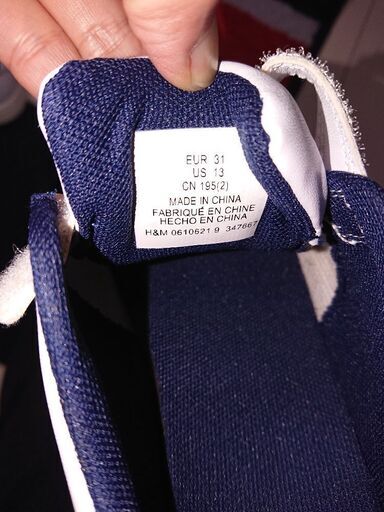 EUR 31
US 13
CN 195(2)
MADE IN CHINA
FABRIQUÉ EN CHINE
HECHO EN CHINA
H&M 0610621 9 347667